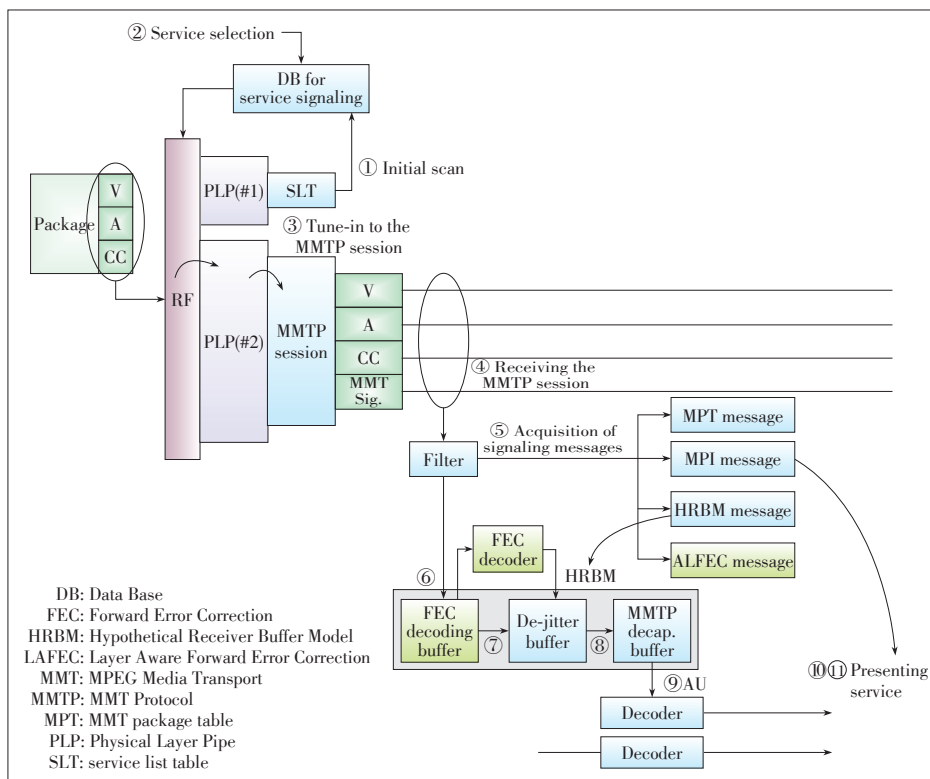 ② Service selection
DB for
service signaling
① Initial scan
Package
V
A
CC
RF
PLP(#1)
SLT
③ Tune-in to the
MMTP session
PLP(#2)
MMTP
session
V
A
CC
MMT
Sig.
④ Receiving the
MMTP session
Filter
⑤ Acquisition of
signaling messages
MPT message
MPI message
HRBM message
ALFEC message
HRBM
FEC
decoder
⑥
FEC
decoding
buffer
⑦
De-jitter
buffer
⑧
MMTP
decap.
buffer
⑨AU
Decoder
Decoder
⑩⑪ Presenting
service
DB: Data Base
FEC: Forward Error Correction
HRBM: Hypothetical Receiver Buffer Model
LAFEC: Layer Aware Forward Error Correction
MMT: MPEG Media Transport
MMTP: MMT Protocol
MPT: MMT package table
PLP: Physical Layer Pipe
SLT: service list table